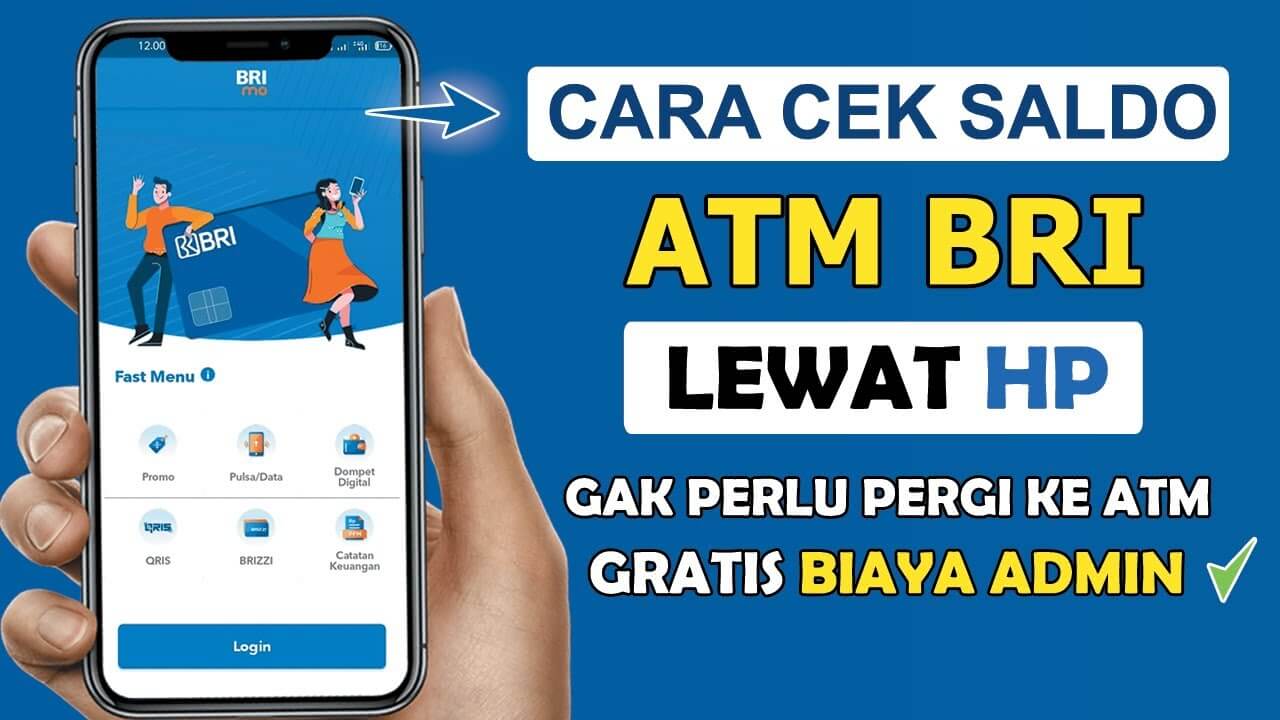 12.00
BRI
mo
BRI
Fast Menu
Promo
Pulsa/Data
Dompet
Digital
QRIS
BRIZZI
Catatan
Keuangan
Login
CARA CEK SALDO
ATM BRI
LEWAT HP
GAK PERLU PERGI KE ATM
GRATIS BIAYA ADMIN